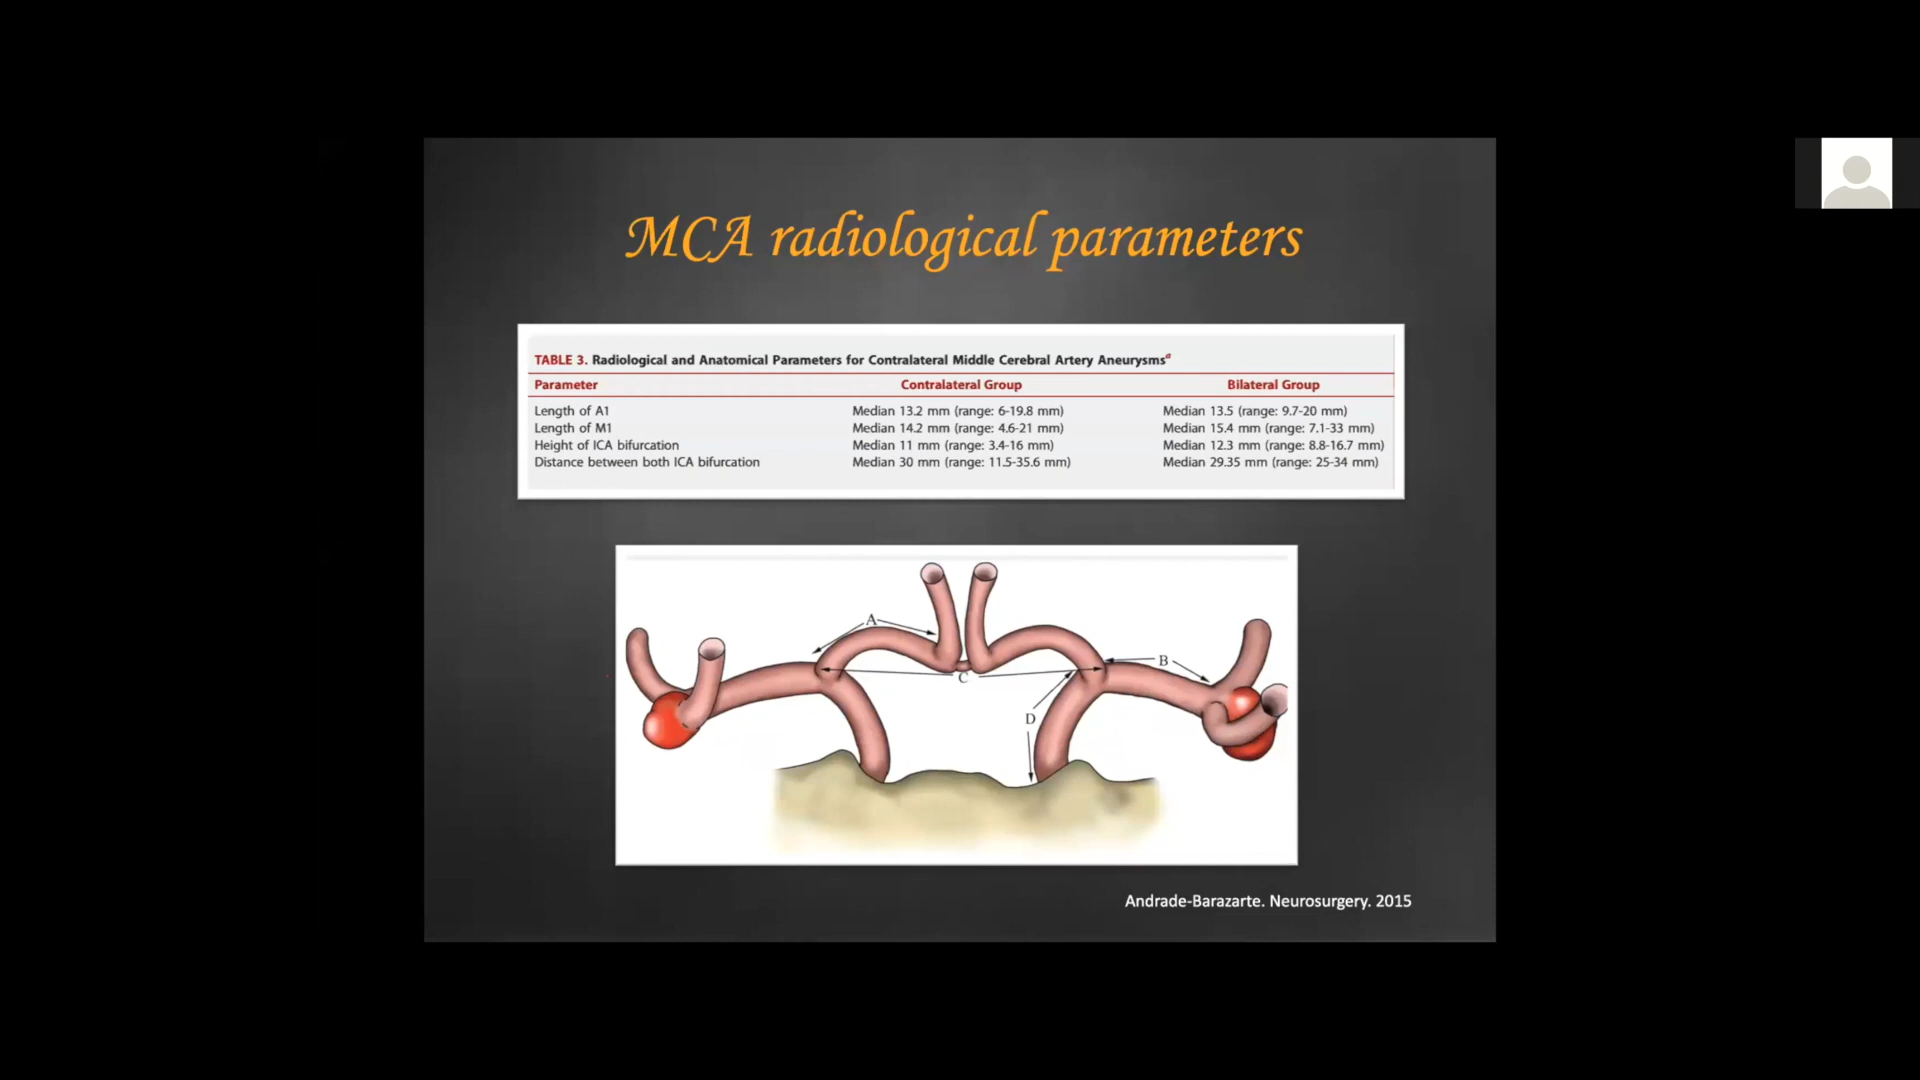 MCA radiological parameters
TABLE 3. Radiological and Anatomical Parameters for Contralateral Middle Cerebral Artery Aneurysmsa
Parameter Contralateral Group Bilateral Group
Length of A1 Median 13.2 mm (range: 6-19.8 mm) Median 13.5 (range: 9.7-20 mm)
Length of M1 Median 14.2 mm (range: 4.6-21 mm) Median 15.4 mm (range: 7.1-33 mm)
Height of ICA bifurcation Median 11 mm (range: 3.4-16 mm) Median 12.3 mm (range: 8.8-16.7 mm)
Distance between both ICA bifurcation Median 30 mm (range: 11.5-35.6 mm) Median 29.35 mm (range: 25-34 mm)
A
B
C
D
Andrade-Barazarte. Neurosurgery. 2015